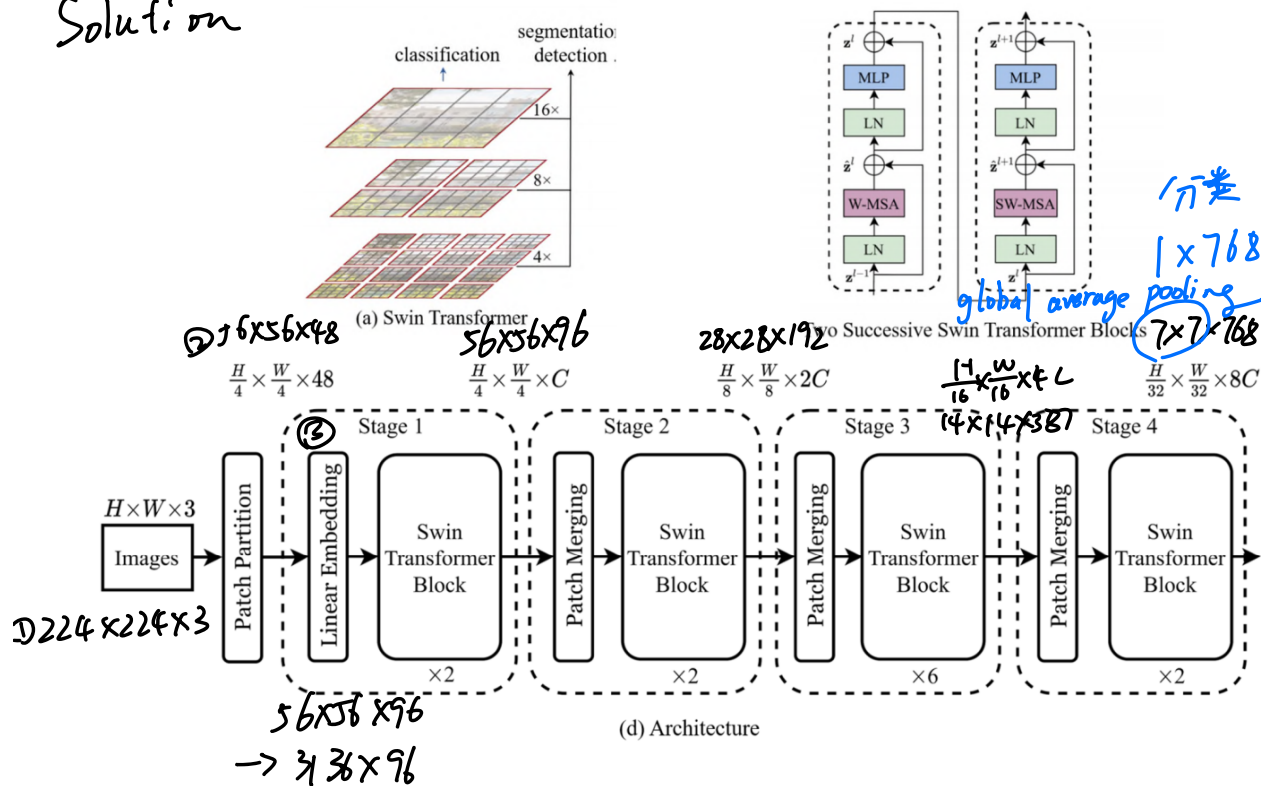 Solution
classification
segmentation
detection .
16×
8×
4×
(a) Swin Transformer
z^l
MLP
LN
ẑ^l
W-MSA
LN
z^{l-1}
z^{l+1}
MLP
LN
ẑ^{l+1}
SW-MSA
LN
z^l
Two Successive Swin Transformer Blocks
分类
1×768
global average pooling
7×7×768
② 56×56×48
56×56×96
28×28×192
H/4 × W/4 × 48
H/4 × W/4 × C
H/8 × W/8 × 2C
H/16 × W/16 × 4C
14×14×387
H/32 × W/32 × 8C
③
Stage 1
Stage 2
Stage 3
Stage 4
H×W×3
Images
① 224×224×3
Patch Partition
Linear Embedding
Swin
Transformer
Block
×2
Patch Merging
Swin
Transformer
Block
×2
Patch Merging
Swin
Transformer
Block
×6
Patch Merging
Swin
Transformer
Block
×2
56×56×96
→ 3136×96
(d) Architecture